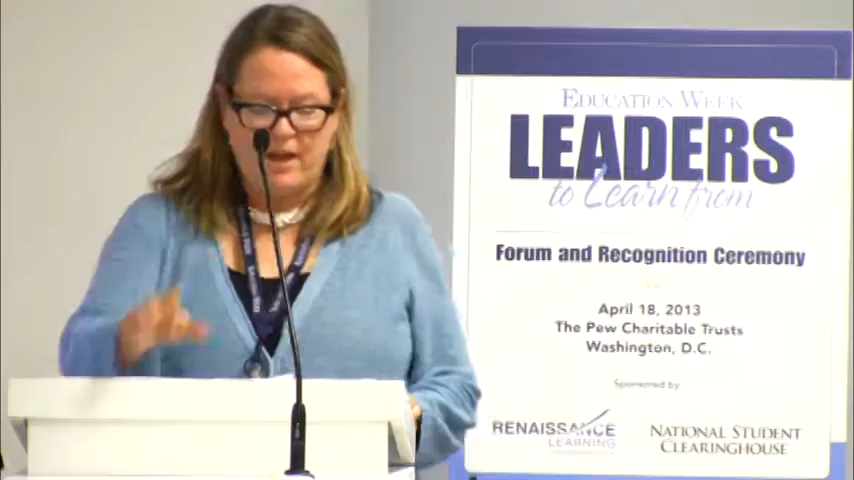 EDUCATION WEEK
LEADERS
to Learn from
Forum and Recognition Ceremony
April 18, 2013
The Pew Charitable Trusts
Washington, D.C.
Sponsored by
RENAISSANCE
LEARNING
NATIONAL STUDENT
CLEARINGHOUSE